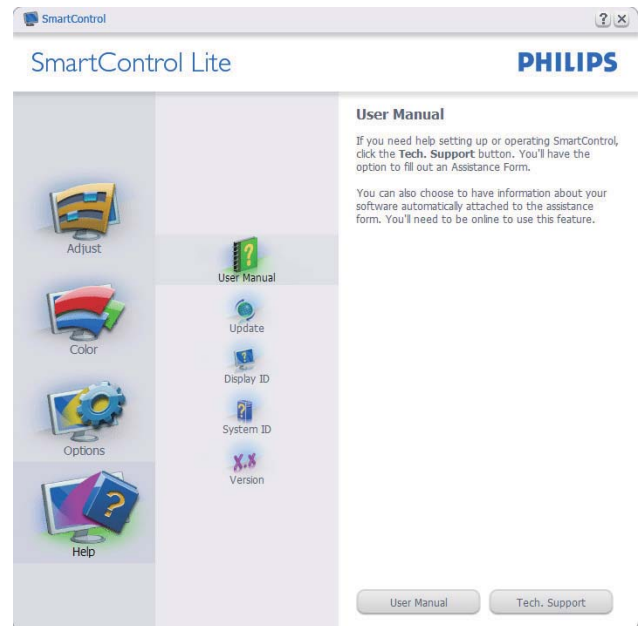 SmartControl
SmartControl Lite
PHILIPS
Adjust
Color
Options
Help
User Manual
Update
Display ID
System ID
X.X
Version
User Manual
If you need help setting up or operating SmartControl,
click the Tech. Support button. You'll have the
option to fill out an Assistance Form.
You can also choose to have information about your
software automatically attached to the assistance
form. You'll need to be online to use this feature.
User Manual
Tech. Support